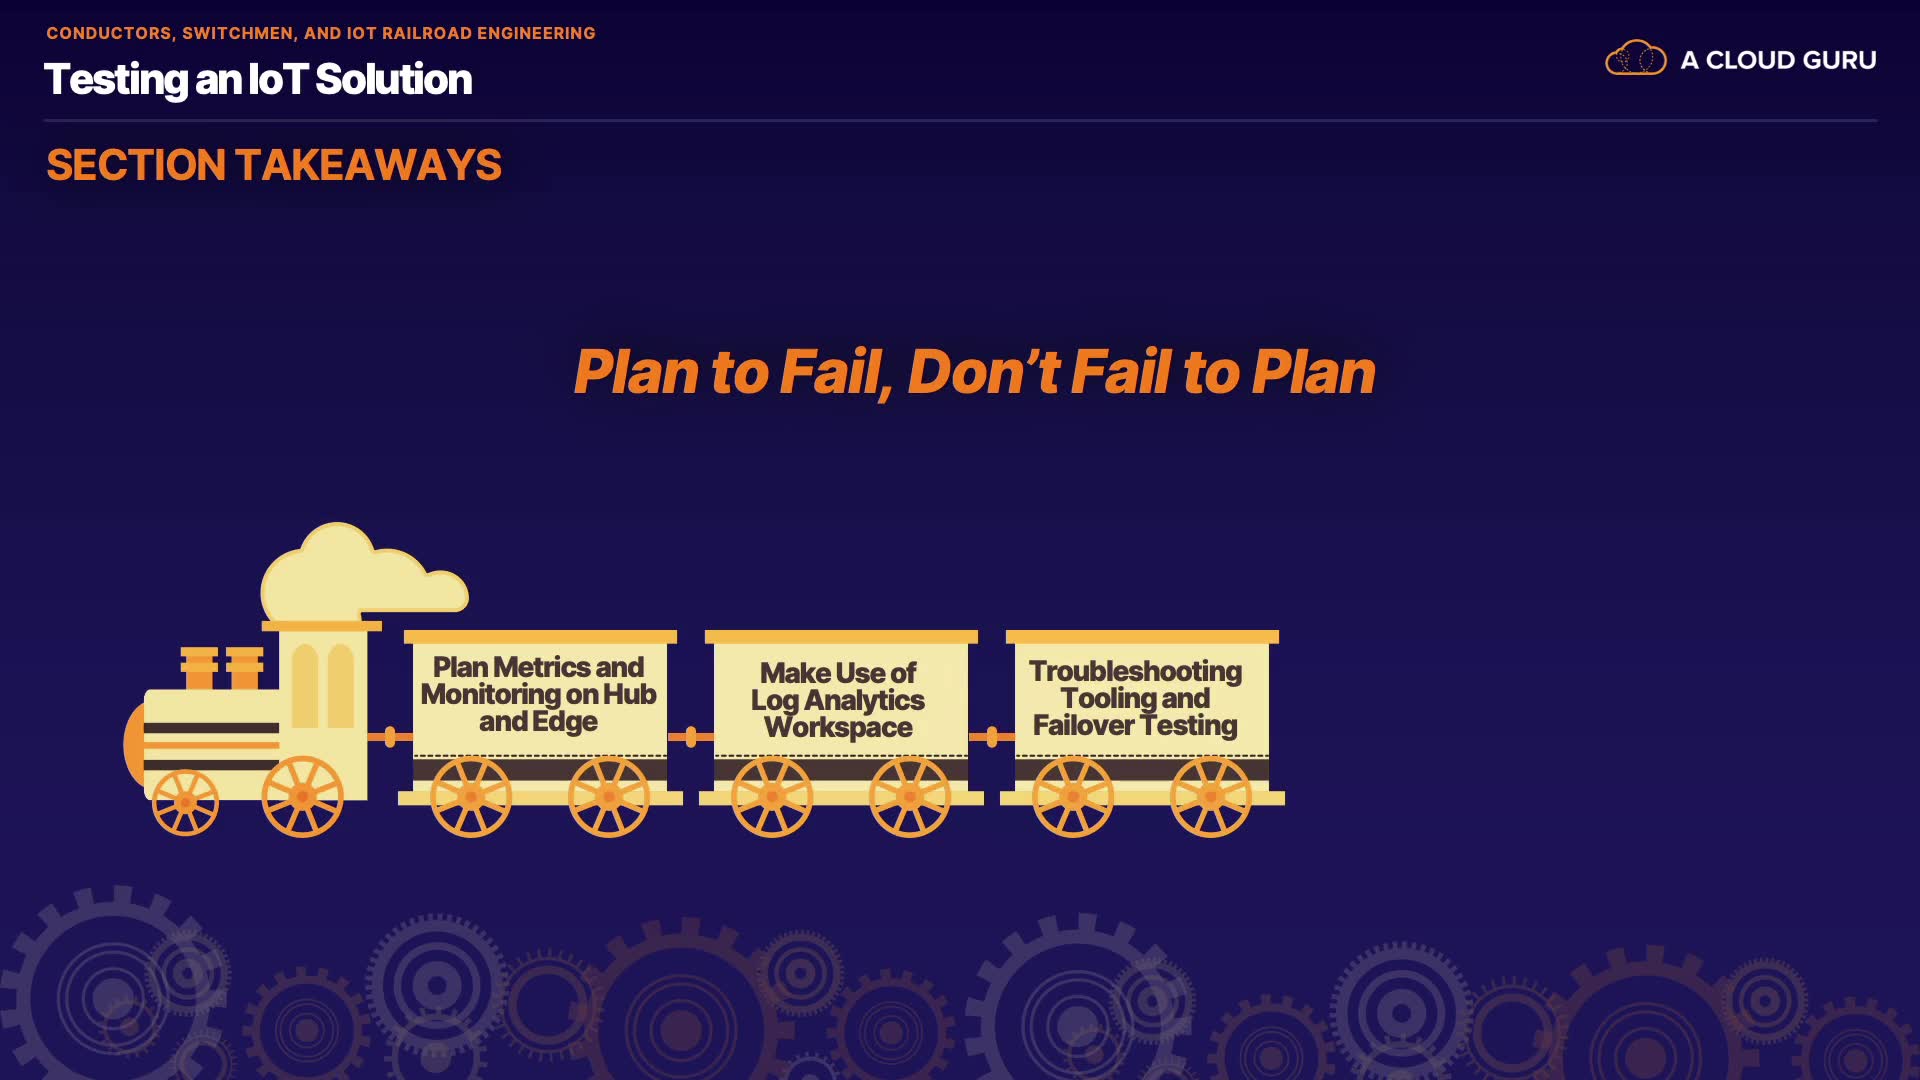 CONDUCTORS, SWITCHMEN, AND IOT RAILROAD ENGINEERING
Testing an IoT Solution
A CLOUD GURU
SECTION TAKEAWAYS
Plan to Fail, Don’t Fail to Plan
Plan Metrics and
Monitoring on Hub
and Edge
Make Use of
Log Analytics
Workspace
Troubleshooting
Tooling and
Failover Testing